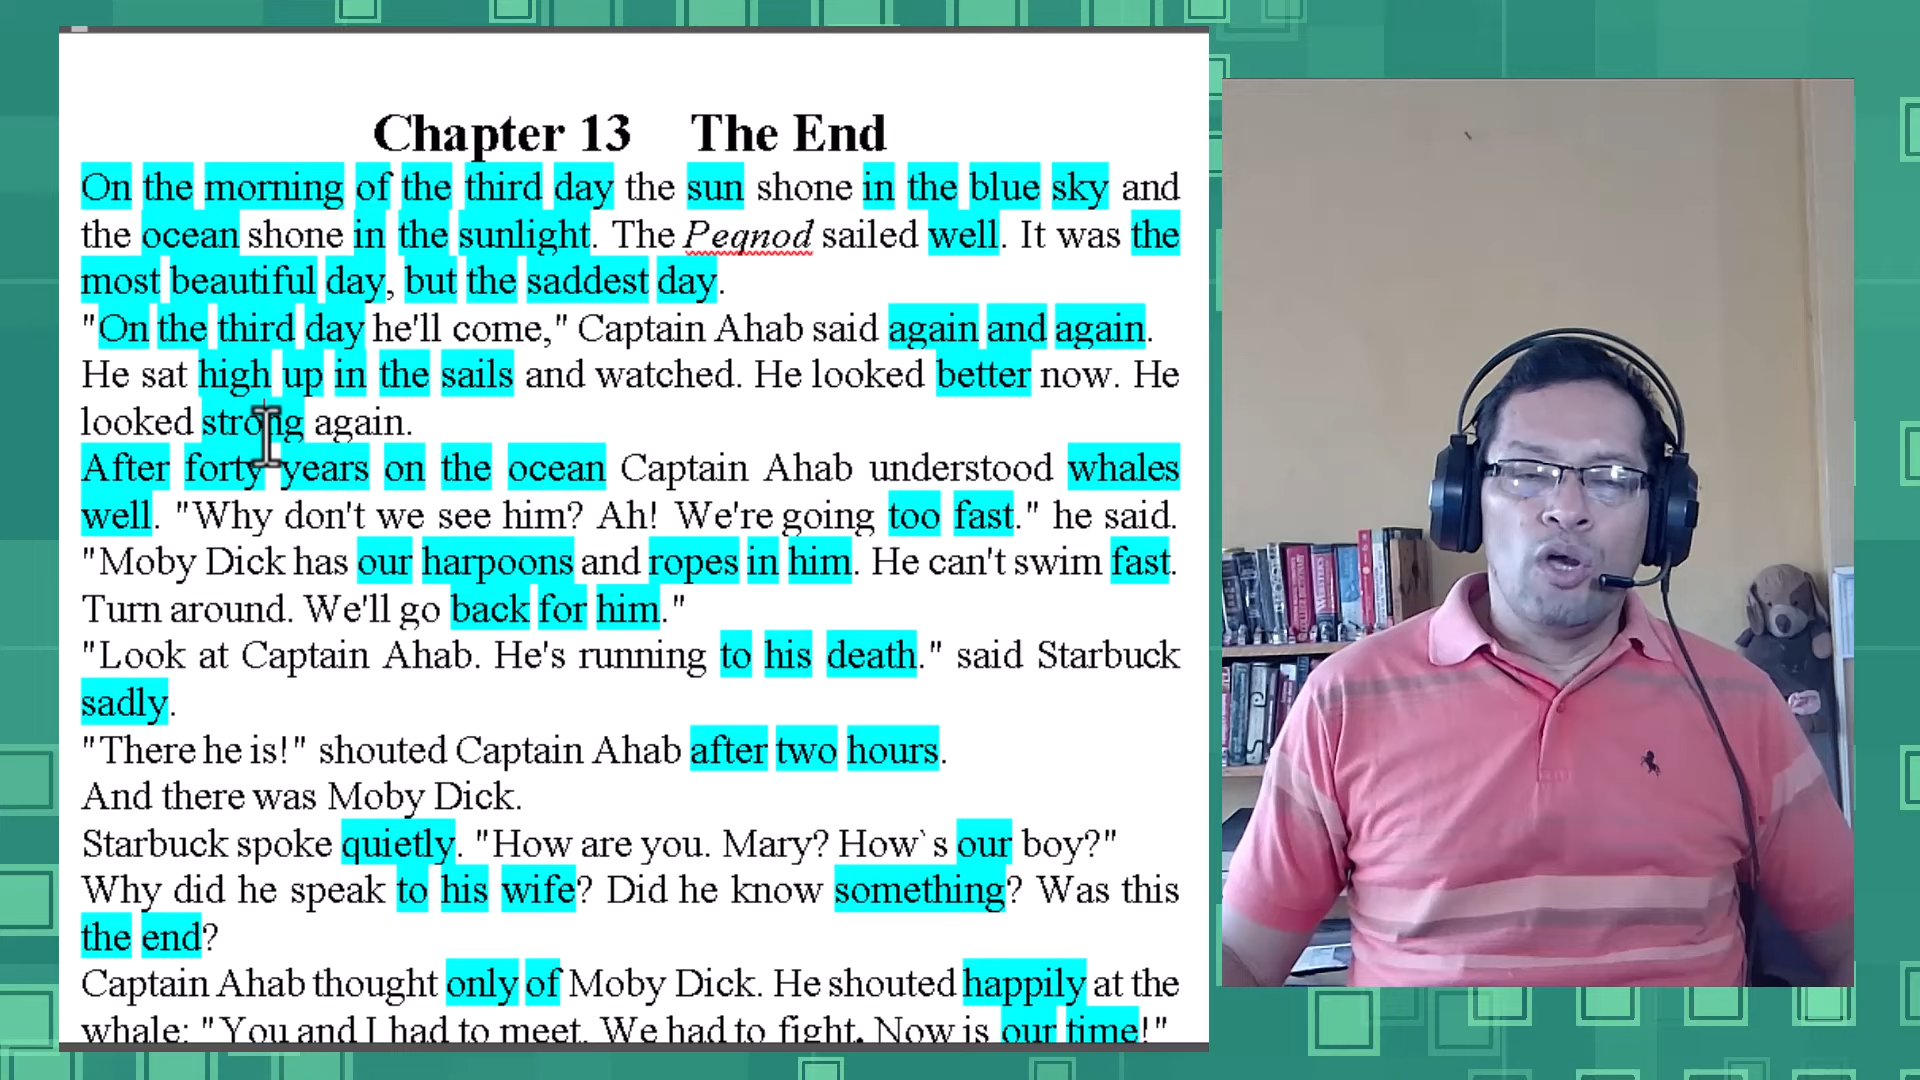 Chapter 13 The End
On the morning of the third day the sun shone in the blue sky and
the ocean shone in the sunlight. The Peqnod sailed well. It was the
most beautiful day, but the saddest day.
"On the third day he'll come," Captain Ahab said again and again.
He sat high up in the sails and watched. He looked better now. He
looked strong again.
After forty years on the ocean Captain Ahab understood whales
well. "Why don't we see him? Ah! We're going too fast." he said.
"Moby Dick has our harpoons and ropes in him. He can't swim fast.
Turn around. We'll go back for him."
"Look at Captain Ahab. He's running to his death." said Starbuck
sadly.
"There he is!" shouted Captain Ahab after two hours.
And there was Moby Dick.
Starbuck spoke quietly. "How are you. Mary? How`s our boy?"
Why did he speak to his wife? Did he know something? Was this
the end?
Captain Ahab thought only of Moby Dick. He shouted happily at the
whale: "You and I had to meet. We had to fight. Now is our time!"